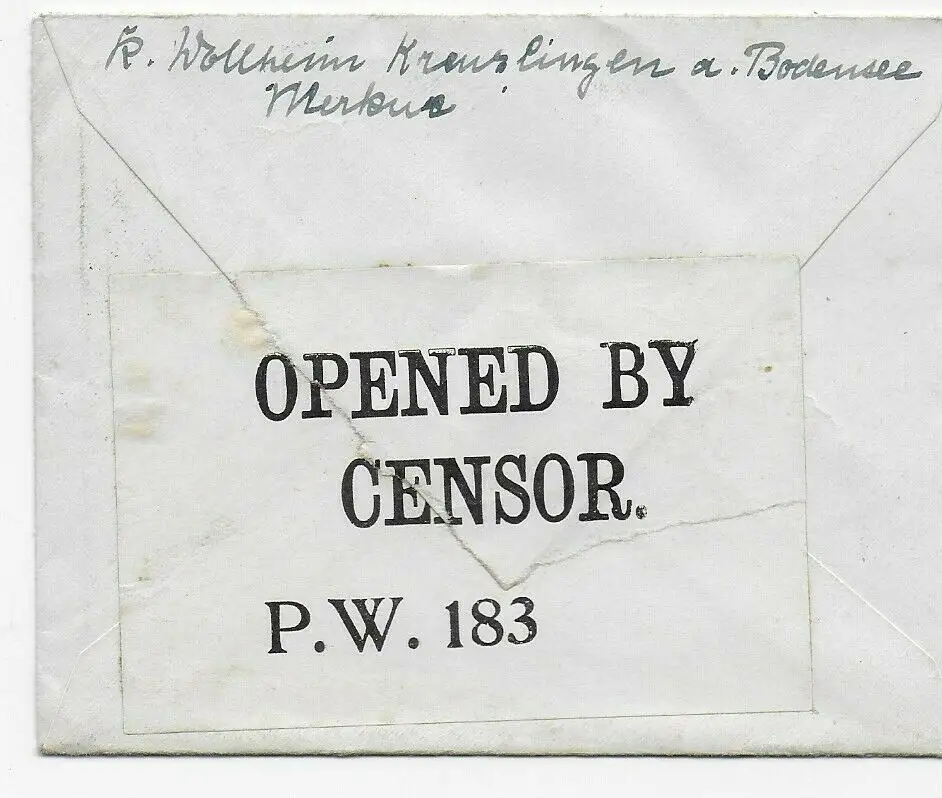 K. Wollheim Kreuzlingen a. Bodensee
Merkur
OPENED BY
CENSOR.
P.W. 183